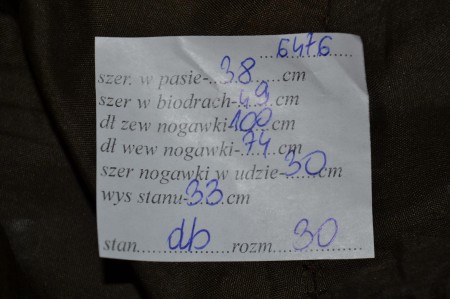 6476
szer. w pasie-38cm
szer w biodrach-49cm
dł zew nogawki 100cm
dł wew nogawki-74cm
szer nogawki w udzie-30cm
wys stanu-33cm
stan db rozm 30